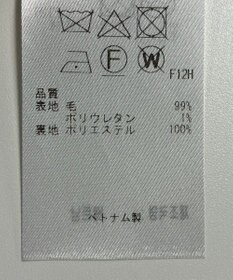 F W
F12H
品質
表地 毛 99%
ポリウレタン 1%
裏地 ポリエステル 100%
ベトナム製